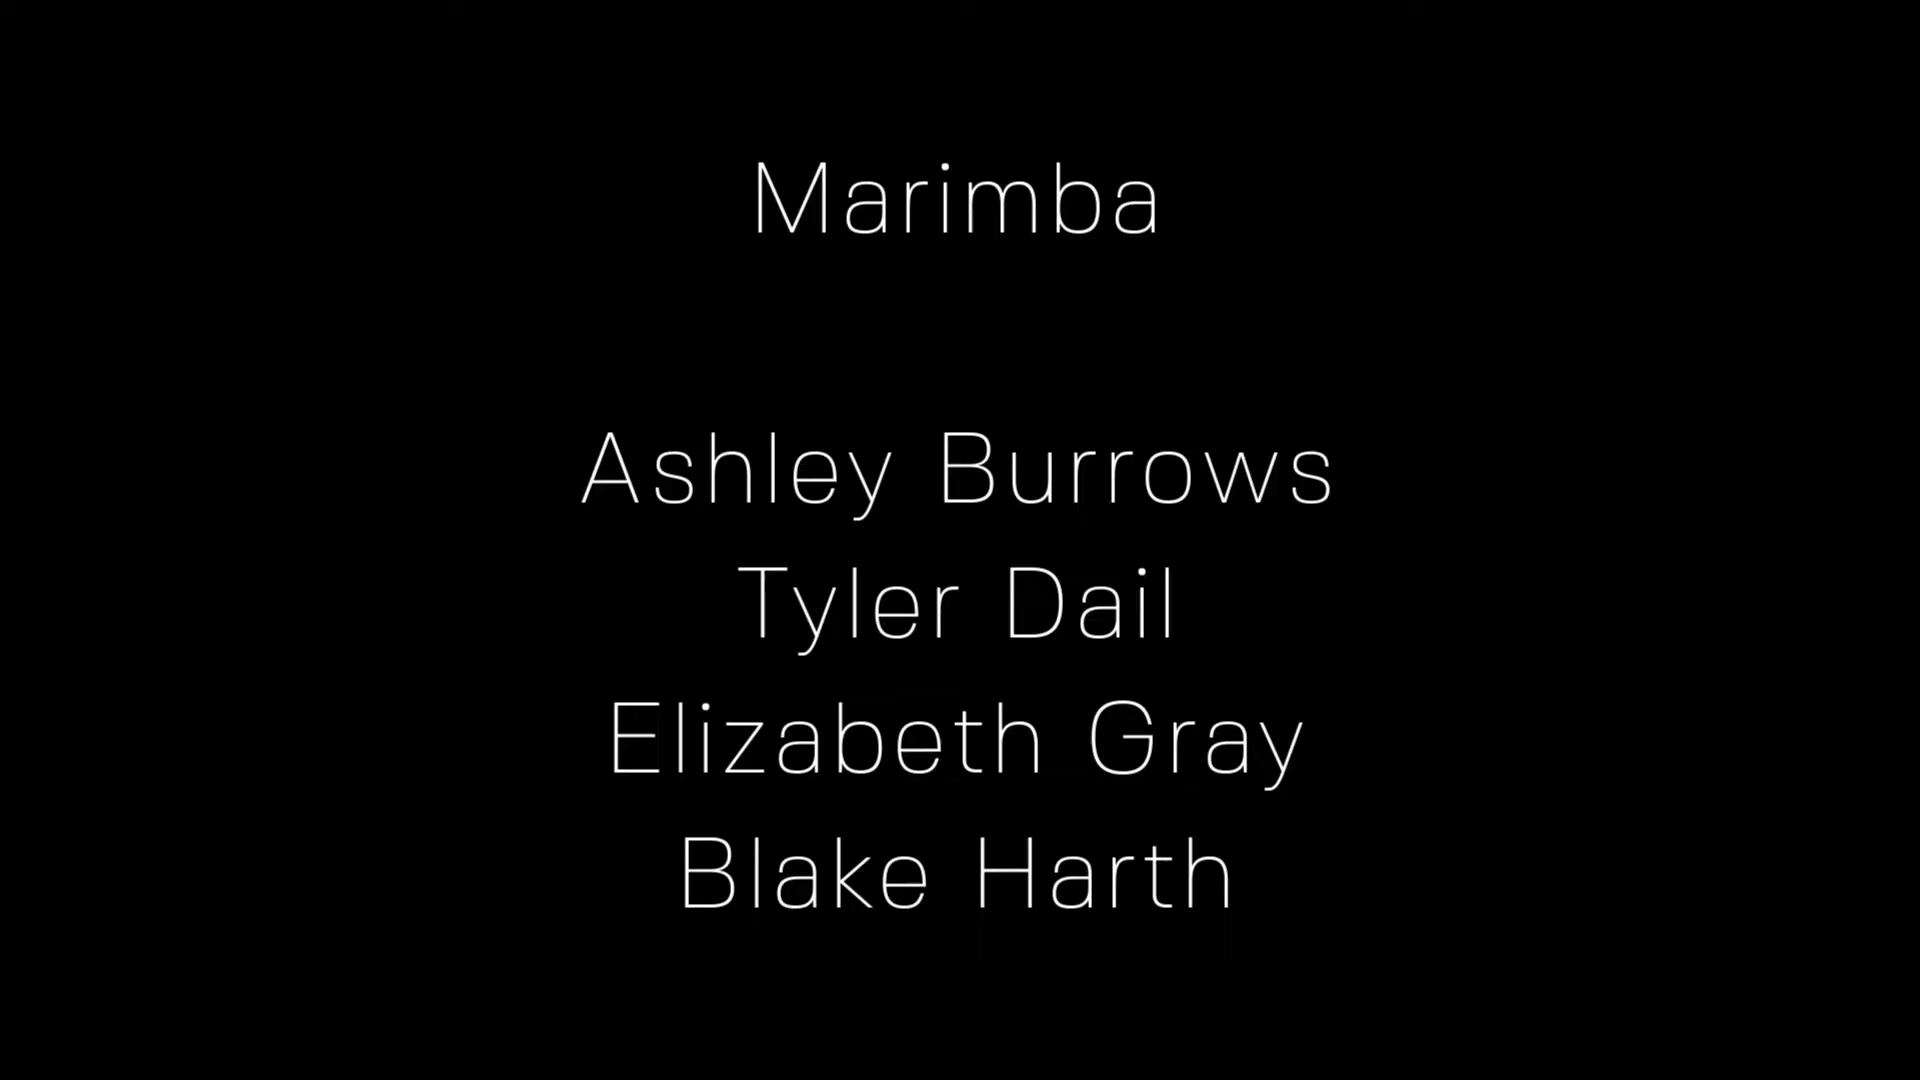 Marimba
Ashley Burrows
Tyler Dail
Elizabeth Gray
Blake Harth